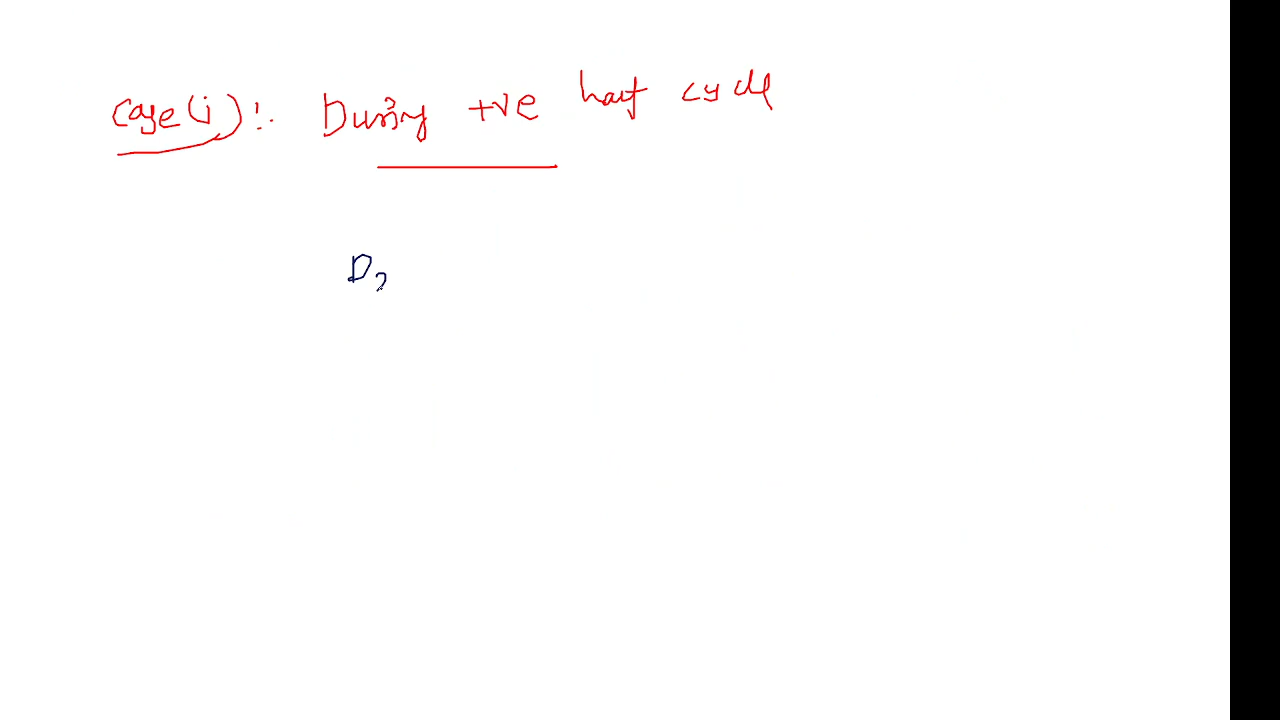 Case(i):- During +ve half cycle
D2